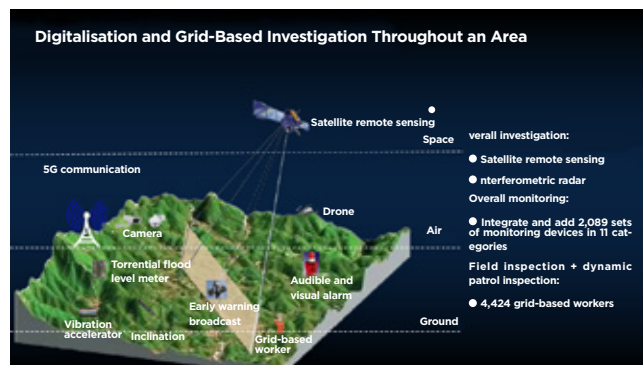 Digitalisation and Grid-Based Investigation Throughout an Area
Satellite remote sensing
Space
5G communication
Camera
Drone
Air
Torrential flood
level meter
Audible and
visual alarm
Early warning
broadcast
Vibration
accelerator
Inclination
Grid-based
worker
Ground
verall investigation:
Satellite remote sensing
nterferometric radar
Overall monitoring:
Integrate and add 2,089 sets
of monitoring devices in 11 cat-
egories
Field inspection + dynamic
patrol inspection:
4,424 grid-based workers